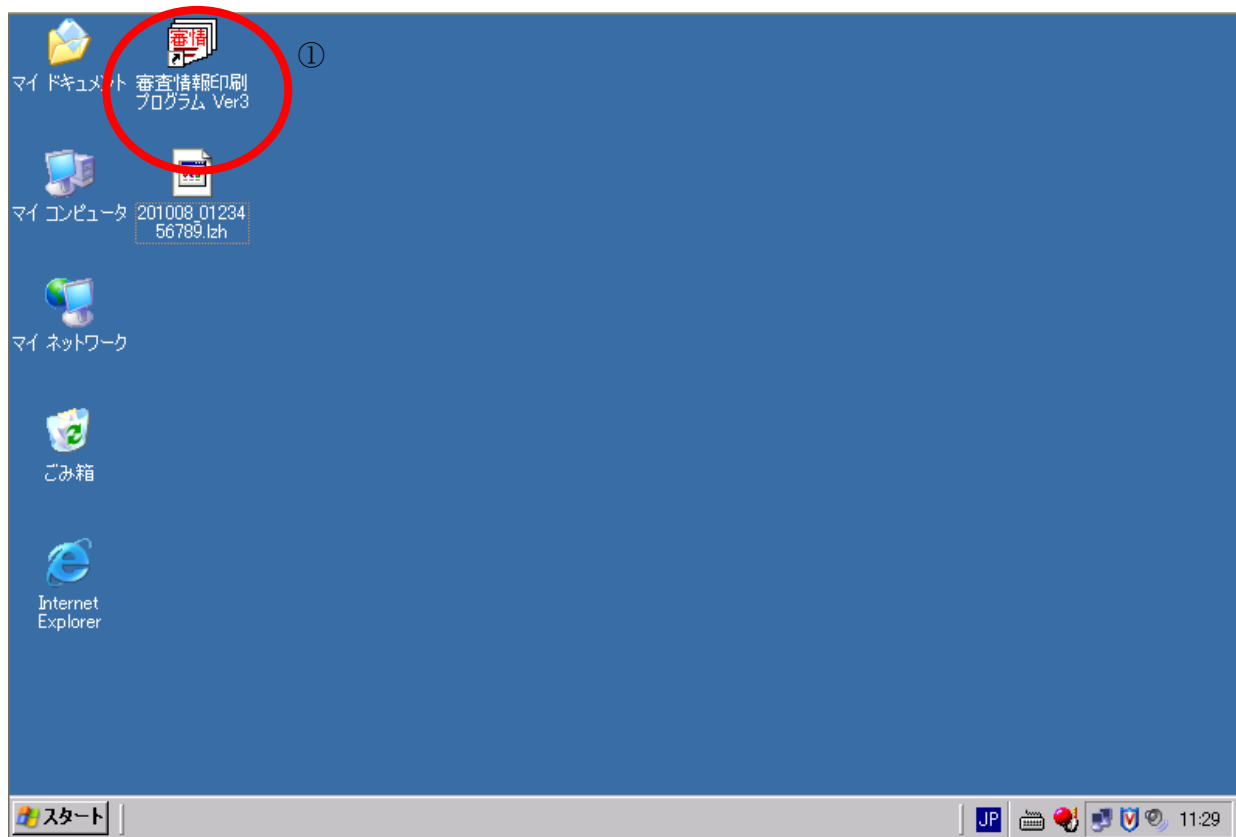 審情
①
マイ ドキュメント
審査情報印刷
プログラム Ver3
マイ コンピュータ
201008_01234
56789.lzh
マイ ネットワーク
ごみ箱
Internet
Explorer
スタート
JP
11:29